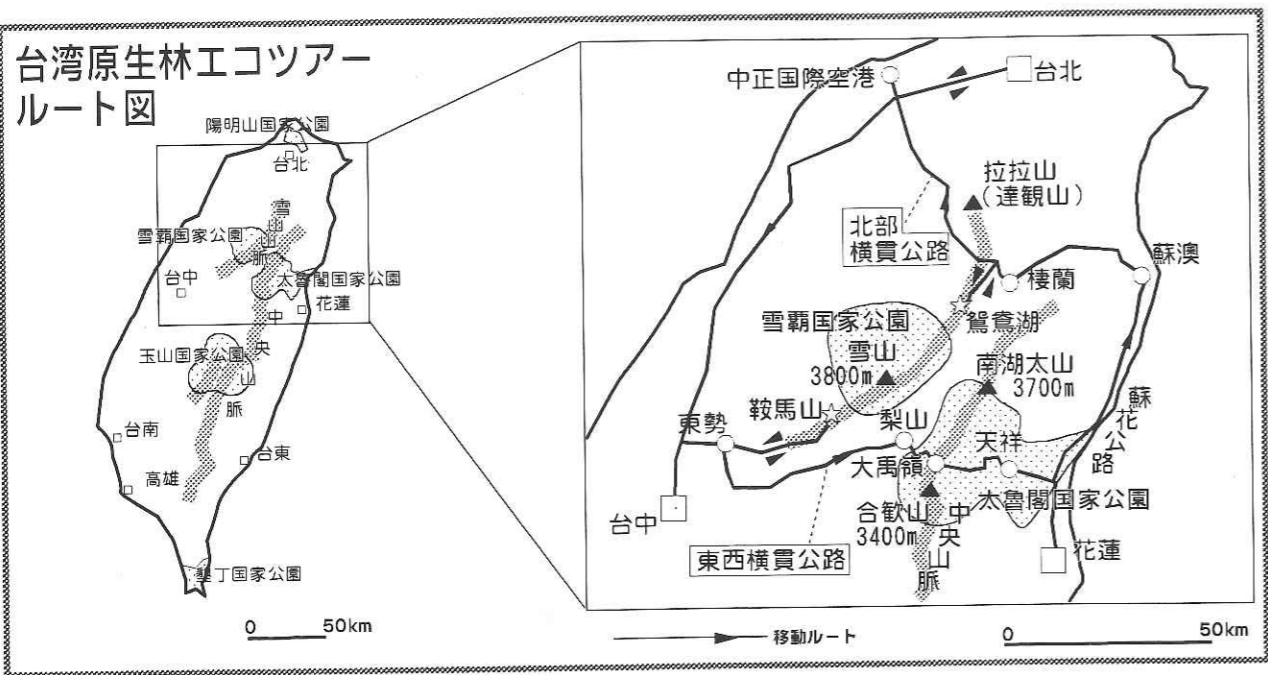 台湾原生林エコツアー
ルート図
陽明山国家公園
台北
雪山山脈
雪覇国家公園
台中
太魯閣国家公園
花蓮
中央山脈
玉山国家公園
台南
台東
高雄
墾丁国家公園
0 50km
中正国際空港
台北
拉拉山
(達観山)
北部
横貫公路
蘇澳
棲蘭
鴛鴦湖
雪覇国家公園
雪山
3800m
南湖太山
3700m
鞍馬山
東勢
梨山
蘇花公路
天祥
大禹嶺
太魯閣国家公園
合歓山
3400m
中央山脈
台中
東西横貫公路
花蓮
移動ルート
0 50km